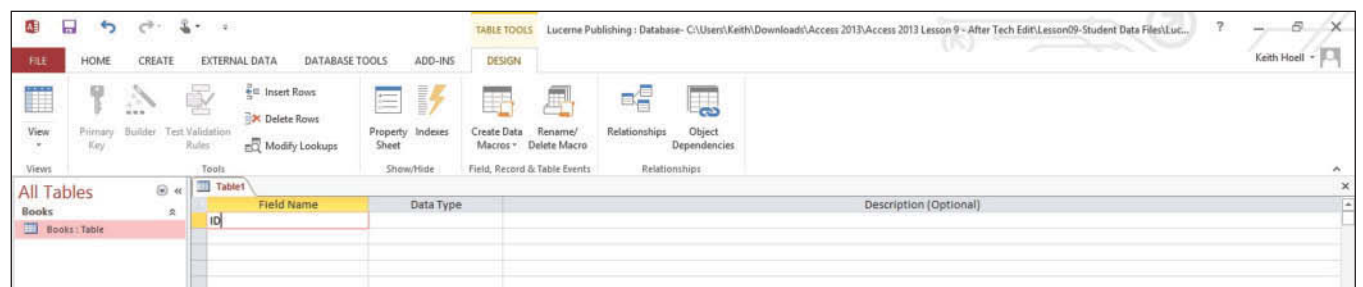 TABLE TOOLS Lucerne Publishing : Database- C:\Users\Keith\Downloads\Access 2013\Access 2013 Lesson 9 - After Tech Edit\Lesson09-Student Data Files\Luc... ?
FILE HOME CREATE EXTERNAL DATA DATABASE TOOLS ADD-INS DESIGN Keith Hoell
View Primary Key Builder Test Validation Rules Insert Rows Delete Rows Modify Lookups Property Sheet Indexes Create Data Macros Rename/ Delete Macro Relationships Object Dependencies
Views Tools Show/Hide Field, Record & Table Events Relationships
All Tables Table1
Books Field Name Data Type Description (Optional)
Books : Table ID